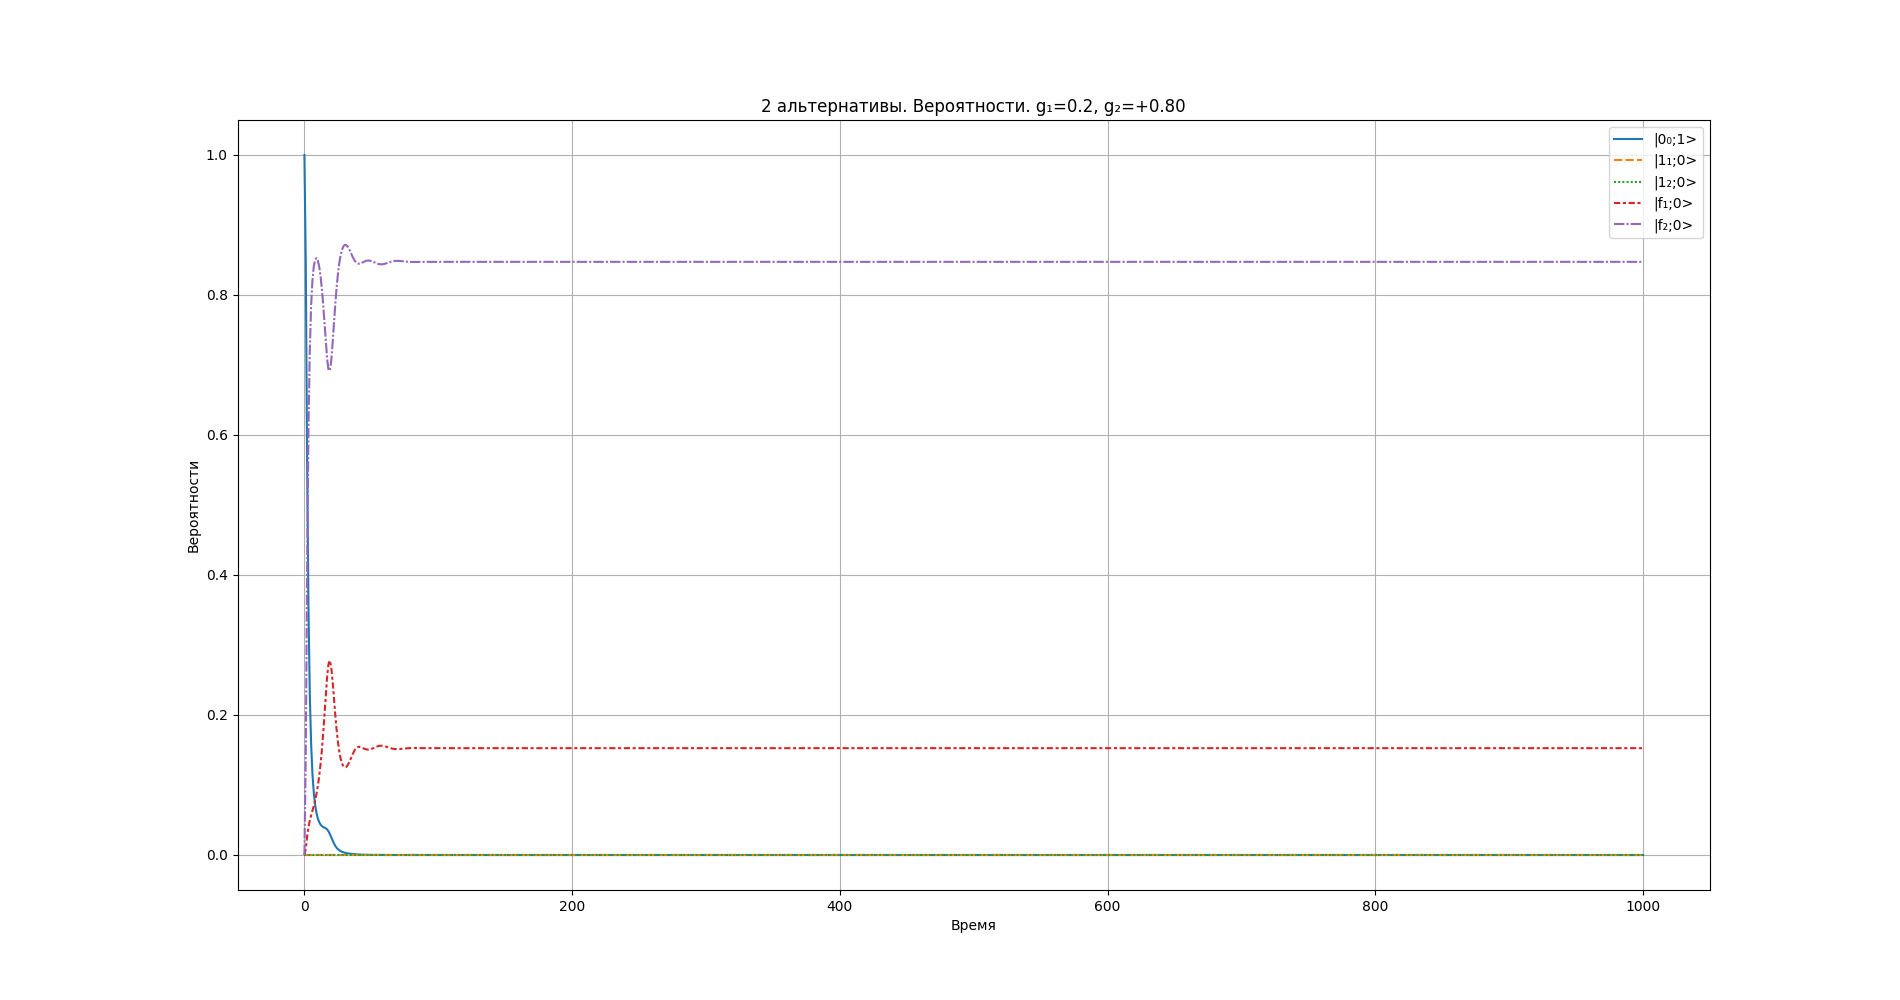 2 альтернативы. Вероятности. g₁=0.2, g₂=+0.80
|0₀;1>
|1₁;0>
|1₂;0>
|f₁;0>
|f₂;0>
1.0
0.8
0.6
0.4
0.2
0.0
Вероятности
0 200 400 600 800 1000
Время